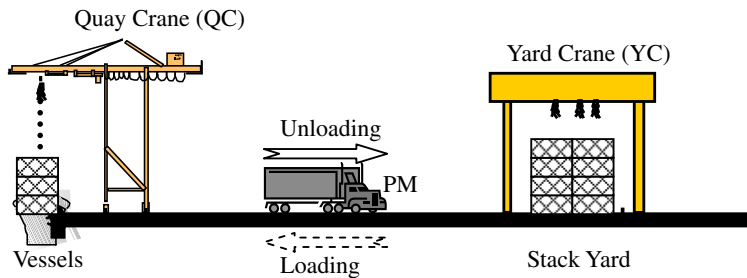 Quay Crane (QC)
Yard Crane (YC)
Unloading
PM
Vessels
Loading
Stack Yard